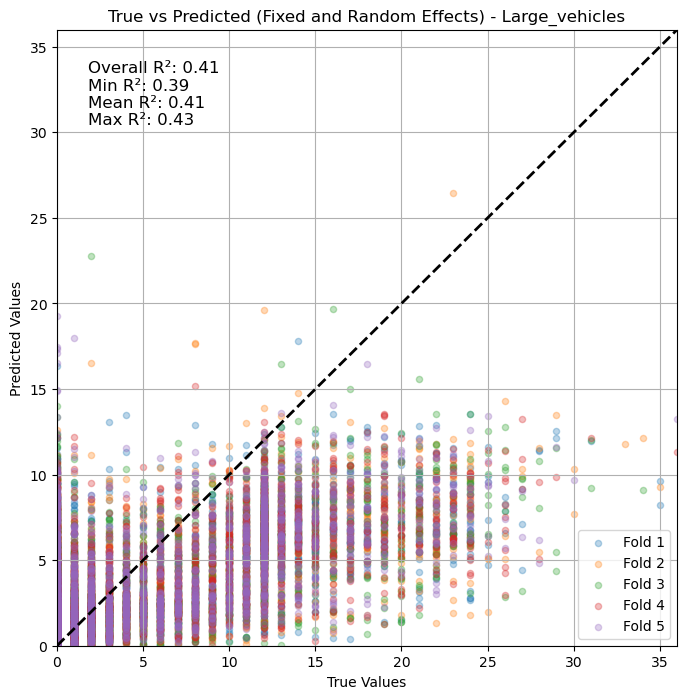 True vs Predicted (Fixed and Random Effects) - Large_vehicles
Overall R²: 0.41
Min R²: 0.39
Mean R²: 0.41
Max R²: 0.43
35
30
25
20
15
10
5
0
Predicted Values
0 5 10 15 20 25 30 35
True Values
Fold 1
Fold 2
Fold 3
Fold 4
Fold 5